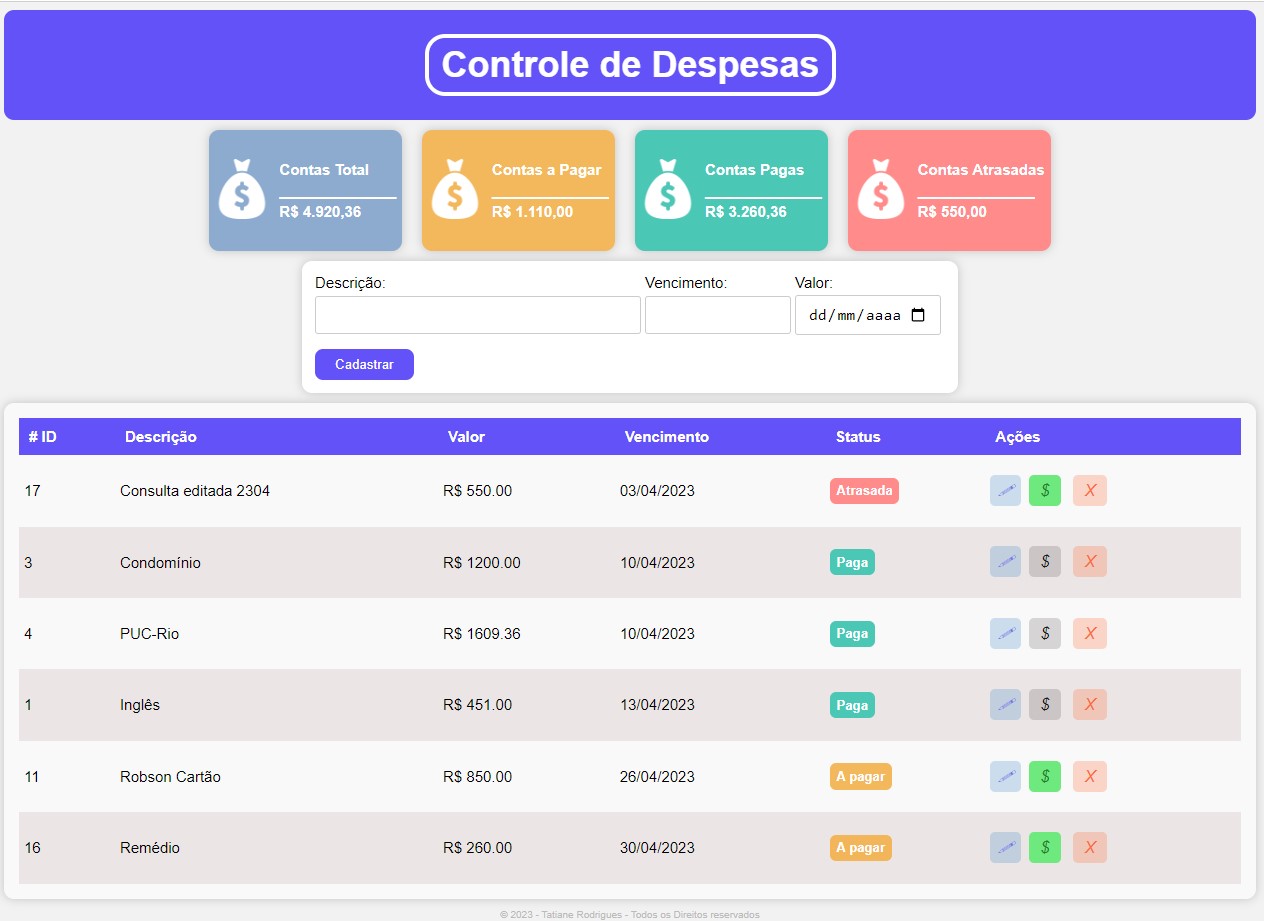 Controle de Despesas
$ Contas Total $ Contas a Pagar $ Contas Pagas $ Contas Atrasadas
R$ 4.920,36 R$ 1.110,00 R$ 3.260,36 R$ 550,00
Descrição: Vencimento: Valor:
dd/mm/aaaa
Cadastrar
# ID Descrição Valor Vencimento Status Ações
17 Consulta editada 2304 R$ 550.00 03/04/2023 Atrasada $ X
3 Condomínio R$ 1200.00 10/04/2023 Paga $ X
4 PUC-Rio R$ 1609.36 10/04/2023 Paga $ X
1 Inglês R$ 451.00 13/04/2023 Paga $ X
11 Robson Cartão R$ 850.00 26/04/2023 A pagar $ X
16 Remédio R$ 260.00 30/04/2023 A pagar $ X
© 2023 - Tatiane Rodrigues - Todos os Direitos reservados